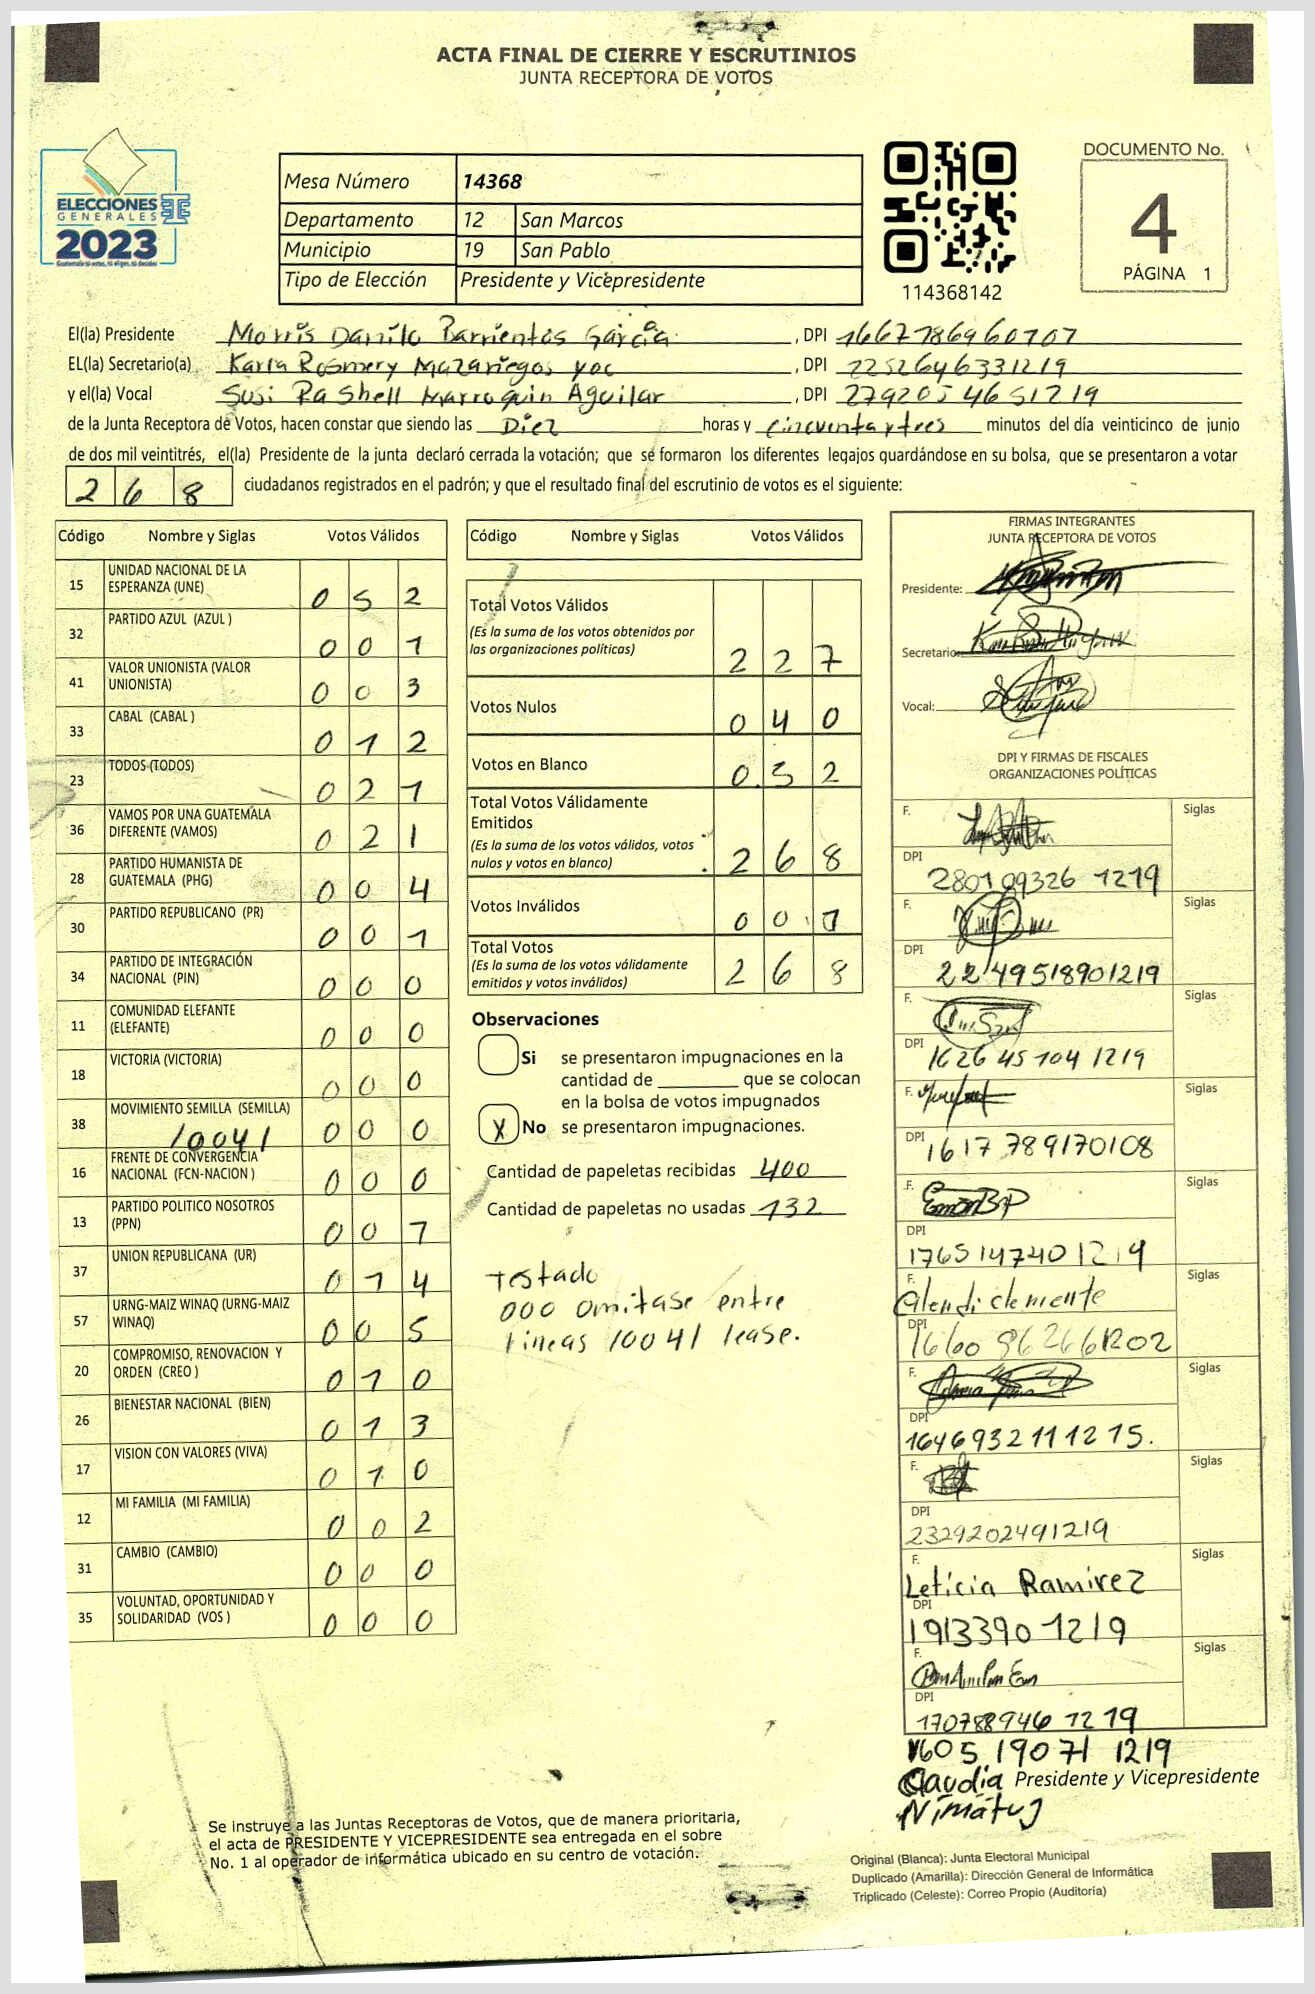 ACTA FINAL DE CIERRE Y ESCRUTINIOS
JUNTA RECEPTORA DE VOTOS
ELECCIONES
GENERALES
2023
Mesa Número 14368
Departamento 12 San Marcos
Municipio 19 San Pablo
Tipo de Elección Presidente y Vicepresidente
114368142
DOCUMENTO No.
4
PÁGINA 1
El(la) Presidente Morris Danilo Barrientos García, DPI 1667786960707
EL(la) Secretario(a) Karla Rosmery Mazariegos yoc, DPI 2252646331219
y el(la) Vocal Susi Rashell Marroquin Aguilar, DPI
de la Junta Receptora de Votos, hacen constar que siendo las Diez horas y cincuenta y tres minutos del día veinticinco de junio
de dos mil veintitrés, el(la) Presidente de la junta declaró cerrada la votación; que se formaron los diferentes legajos guardándose en su bolsa, que se presentaron a votar
268 ciudadanos registrados en el padrón; y que el resultado final del escrutinio de votos es el siguiente:
Código Nombre y Siglas Votos Válidos
15 UNIDAD NACIONAL DE LA ESPERANZA (UNE) 052
32 PARTIDO AZUL (AZUL ) 001
41 VALOR UNIONISTA (VALOR UNIONISTA) 003
33 CABAL (CABAL ) 012
23 TODOS (TODOS) 021
36 VAMOS POR UNA GUATEMALA DIFERENTE (VAMOS) 021
28 PARTIDO HUMANISTA DE GUATEMALA (PHG) 004
30 PARTIDO REPUBLICANO (PR) 001
34 PARTIDO DE INTEGRACIÓN NACIONAL (PIN) 000
11 COMUNIDAD ELEFANTE (ELEFANTE) 000
18 VICTORIA (VICTORIA) 000
38 MOVIMIENTO SEMILLA (SEMILLA) 000
10041
16 FRENTE DE CONVERGENCIA NACIONAL (FCN-NACION ) 000
13 PARTIDO POLITICO NOSOTROS (PPN) 007
37 UNION REPUBLICANA (UR) 014
57 URNG-MAIZ WINAQ (URNG-MAIZ WINAQ) 005
20 COMPROMISO, RENOVACION Y ORDEN (CREO ) 010
26 BIENESTAR NACIONAL (BIEN) 013
17 VISION CON VALORES (VIVA) 010
12 MI FAMILIA (MI FAMILIA) 002
31 CAMBIO (CAMBIO) 000
35 VOLUNTAD, OPORTUNIDAD Y SOLIDARIDAD (VOS ) 000
Código Nombre y Siglas Votos Válidos
Total Votos Válidos 227
(Es la suma de los votos obtenidos por
las organizaciones políticas)
Votos Nulos 040
Votos en Blanco
Total Votos Válidamente
Emitidos
(Es la suma de los votos válidos, votos
nulos y votos en blanco) 268
Votos Inválidos
Total Votos
(Es la suma de los votos válidamente
emitidos y votos inválidos) 268
Observaciones
Si se presentaron impugnaciones en la
cantidad de ________ que se colocan
en la bolsa de votos impugnados
X No se presentaron impugnaciones.
Cantidad de papeletas recibidas 400
Cantidad de papeletas no usadas 132
Testado
000 omitase entre
lineas 10041 lease.
FIRMAS INTEGRANTES
JUNTA RECEPTORA DE VOTOS
Presidente:
Secretario:
Vocal:
DPI Y FIRMAS DE FISCALES
ORGANIZACIONES POLÍTICAS
F. Siglas
DPI 2801093261219
F. Siglas
DPI 2249518901219
F. Siglas
DPI 1626451041219
F. Siglas
DPI 1617789170108
F. Siglas
DPI 1765147401219
F. Glendi clemente Siglas
DPI
F. Siglas
DPI 1646932111215.
F. Siglas
DPI 2329202491219
F. Leticia Ramirez Siglas
DPI 1913390 1219
F. Siglas
DPI 1707889461219
1605 19071 1219
Claudia Presidente y Vicepresidente
Nimatuj
Se instruye a las Juntas Receptoras de Votos, que de manera prioritaria,
el acta de PRESIDENTE Y VICEPRESIDENTE sea entregada en el sobre
No. 1 al operador de informática ubicado en su centro de votación.
Original (Blanca): Junta Electoral Municipal
Duplicado (Amarilla): Dirección General de Informática
Triplicado (Celeste): Correo Propio (Auditoría)